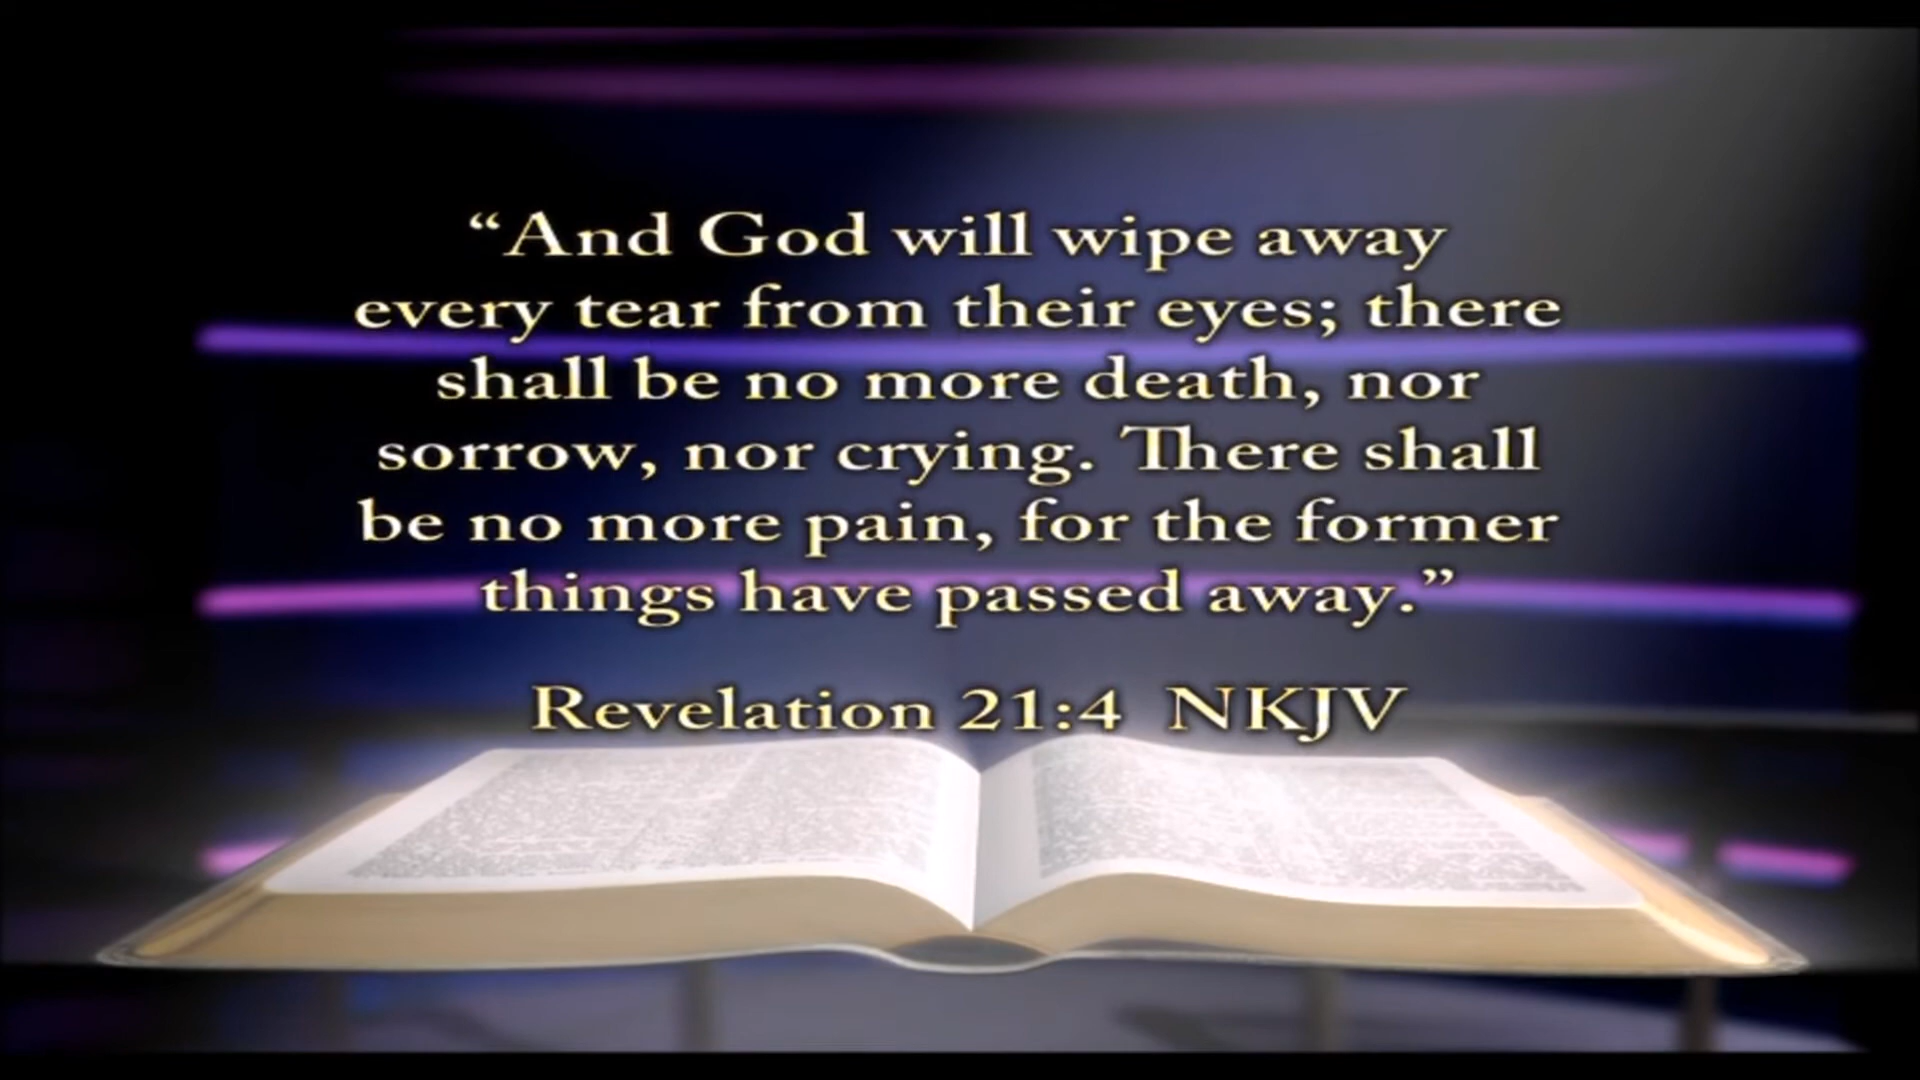 “And God will wipe away
every tear from their eyes; there
shall be no more death, nor
sorrow, nor crying. There shall
be no more pain, for the former
things have passed away.”
Revelation 21:4 NKJV